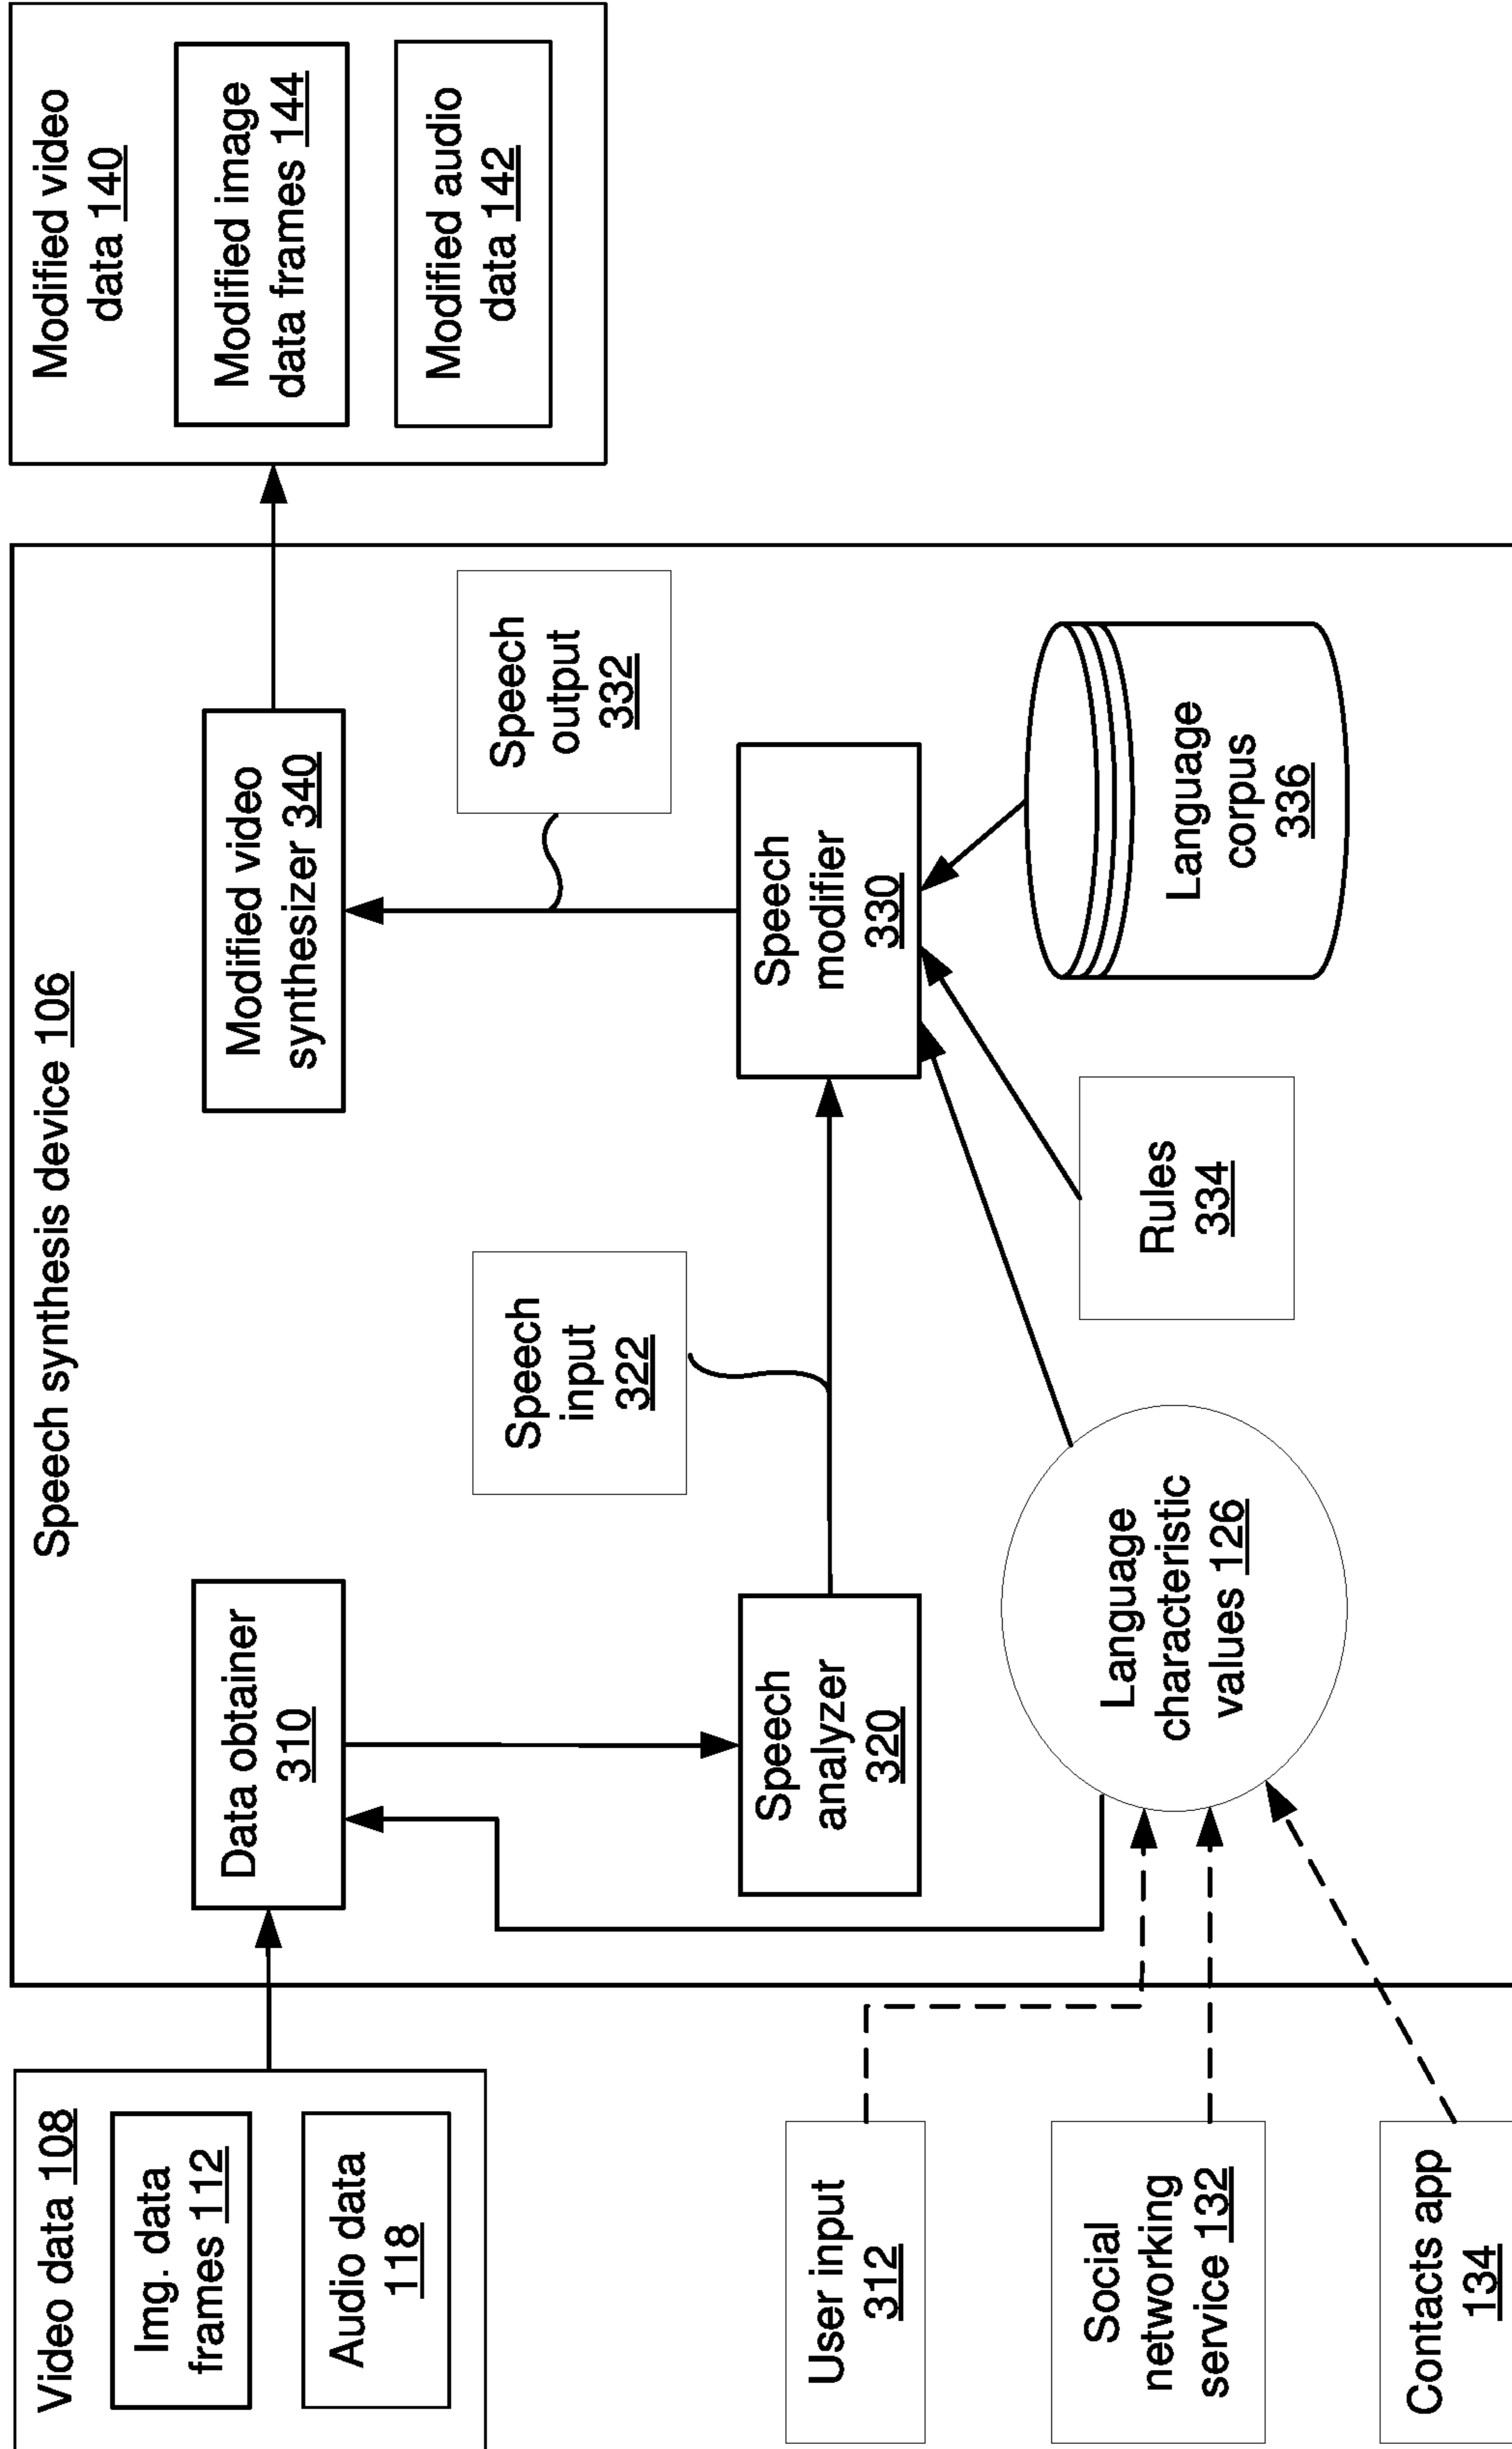 Video data 108
Img. data
frames 112
Audio data
118
User input
312
Social
networking
service 132
Contacts app
134
Speech synthesis device 106
Data obtainer
310
Speech
analyzer
320
Language
characteristic
values 126
Speech
input
322
Rules
334
Speech
modifier
330
Language
corpus
336
Modified video
synthesizer 340
Speech
output
332
Modified video
data 140
Modified image
data frames 144
Modified audio
data 142